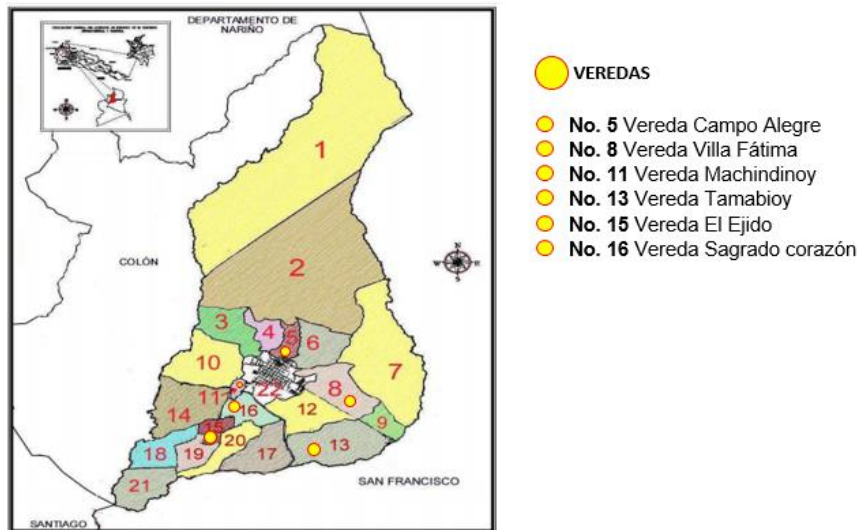 DEPARTAMENTO DE
NARIÑO
1
2
COLÓN
N
W E
S
3
4
5
6
7
10
8
11
22
9
14
16
12
15
20
13
18
19
17
21
SAN FRANCISCO
SANTIAGO
VEREDAS
No. 5 Vereda Campo Alegre
No. 8 Vereda Villa Fátima
No. 11 Vereda Machindinoy
No. 13 Vereda Tamabioy
No. 15 Vereda El Ejido
No. 16 Vereda Sagrado corazón